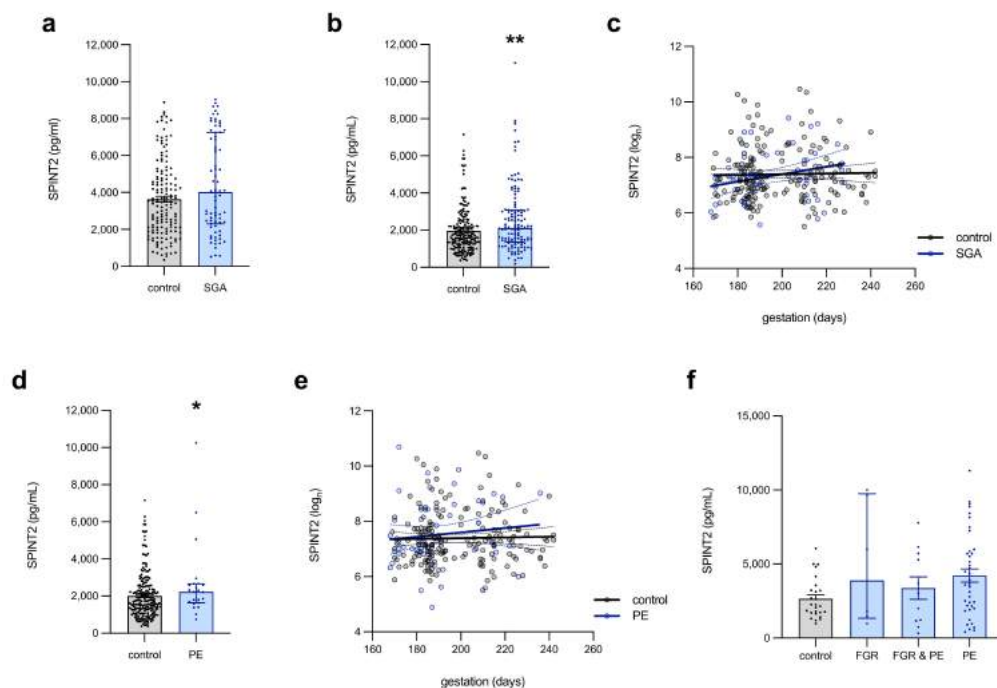 a
12,000
10,000
8,000
6,000
4,000
2,000
0
SPINT2 (pg/ml)
control SGA
b
**
12,000
10,000
8,000
6,000
4,000
2,000
0
SPINT2 (pg/mL)
control SGA
c
12
10
8
6
4
SPINT2 (logn)
160 180 200 220 240 260
gestation (days)
control
SGA
d
*
12,000
10,000
8,000
6,000
4,000
2,000
0
SPINT2 (pg/mL)
control PE
e
12
10
8
6
4
SPINT2 (logn)
160 180 200 220 240 260
gestation (days)
control
PE
f
15,000
10,000
5,000
0
SPINT2 (pg/mL)
control FGR FGR & PE PE